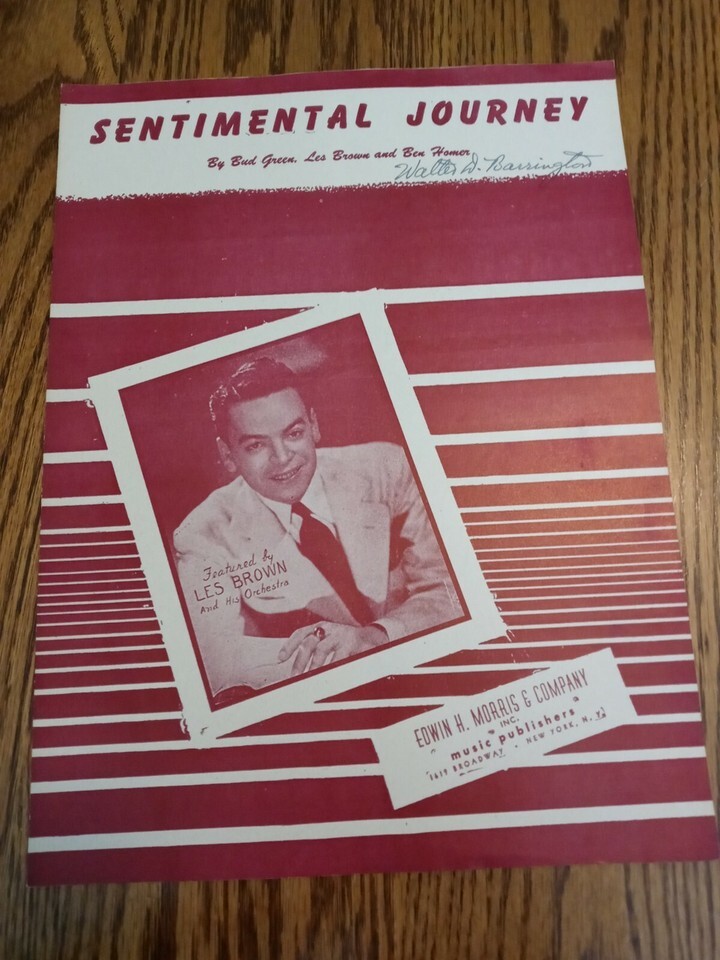 SENTIMENTAL JOURNEY
By Bud Green, Les Brown and Ben Homer
Walter D. Barrington
Featured by
LES BROWN
And His Orchestra
EDWIN H. MORRIS & COMPANY
INC.
music publishers
1619 BROADWAY • NEW YORK, N. Y.